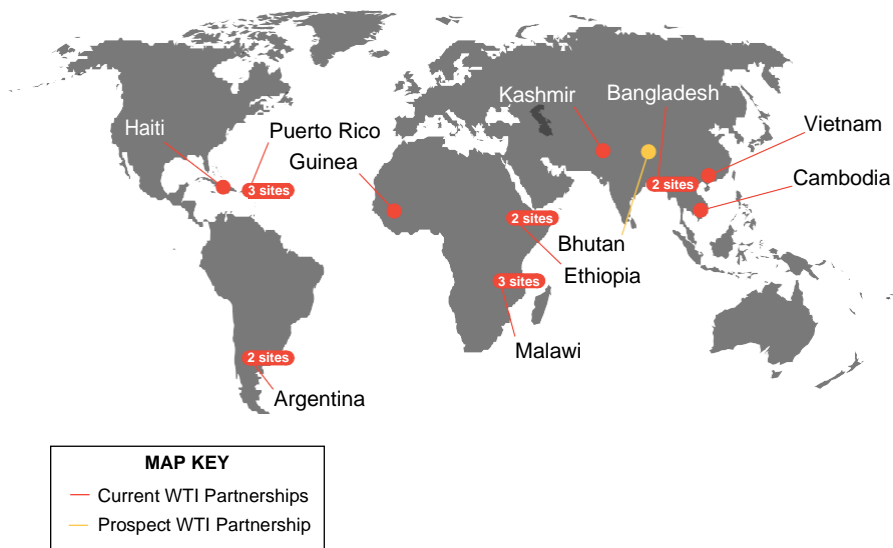 Kashmir
Bangladesh
Haiti
Puerto Rico
Vietnam
Guinea
Cambodia
3 sites
2 sites
2 sites
Bhutan
Ethiopia
3 sites
Malawi
2 sites
Argentina
MAP KEY
Current WTI Partnerships
Prospect WTI Partnership